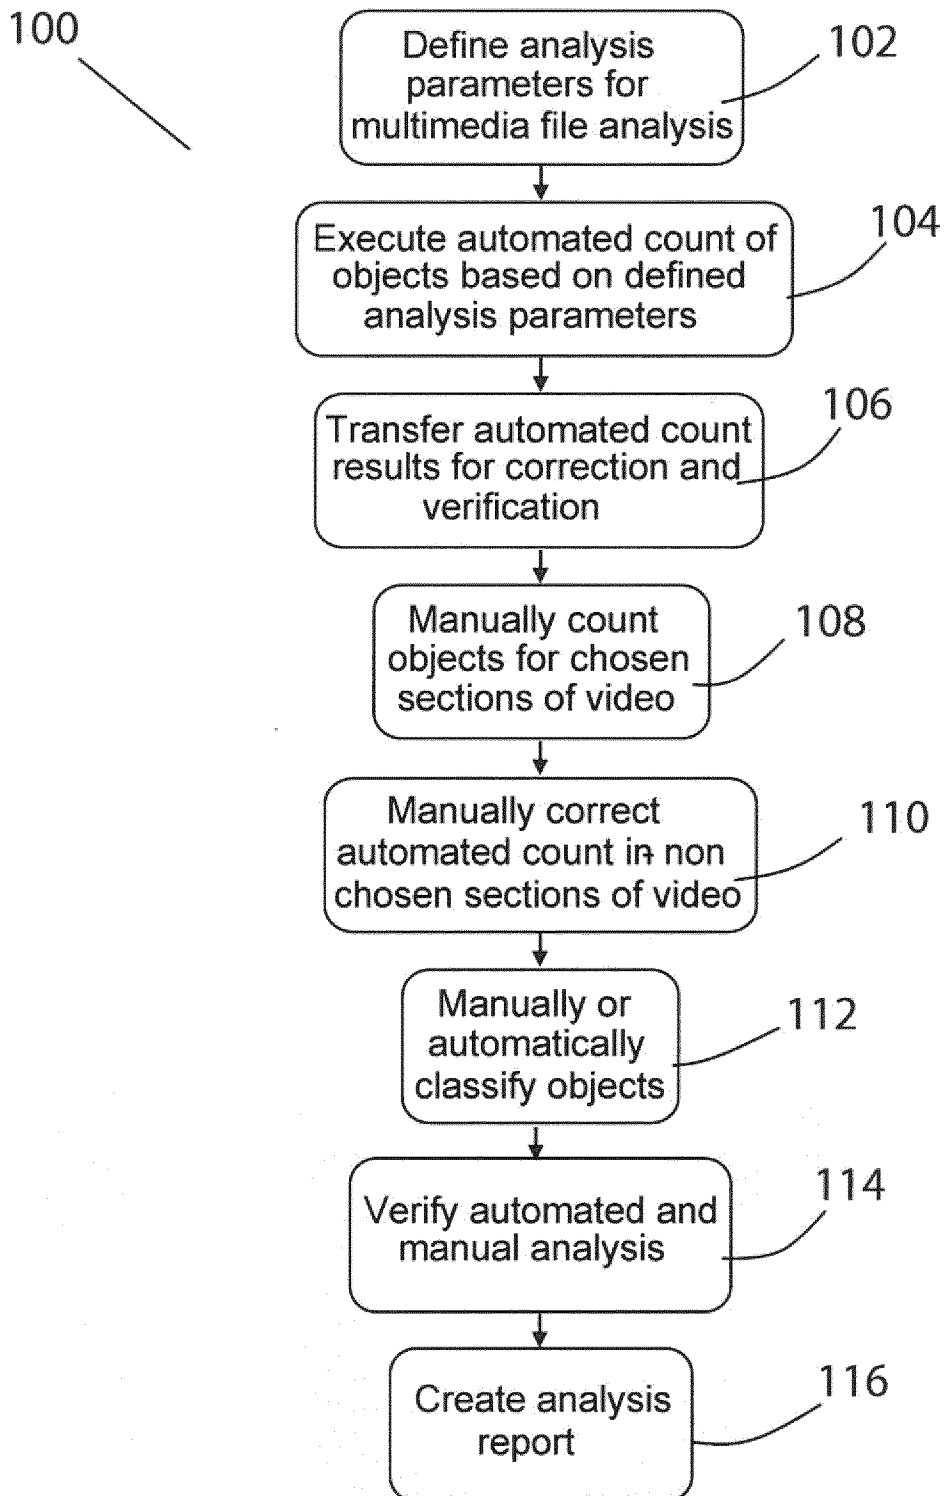 100
102
Define analysis
parameters for
multimedia file analysis
104
Execute automated count of
objects based on defined
analysis parameters
106
Transfer automated count
results for correction and
verification
108
Manually count
objects for chosen
sections of video
110
Manually correct
automated count in non
chosen sections of video
112
Manually or
automatically
classify objects
114
Verify automated and
manual analysis
116
Create analysis
report